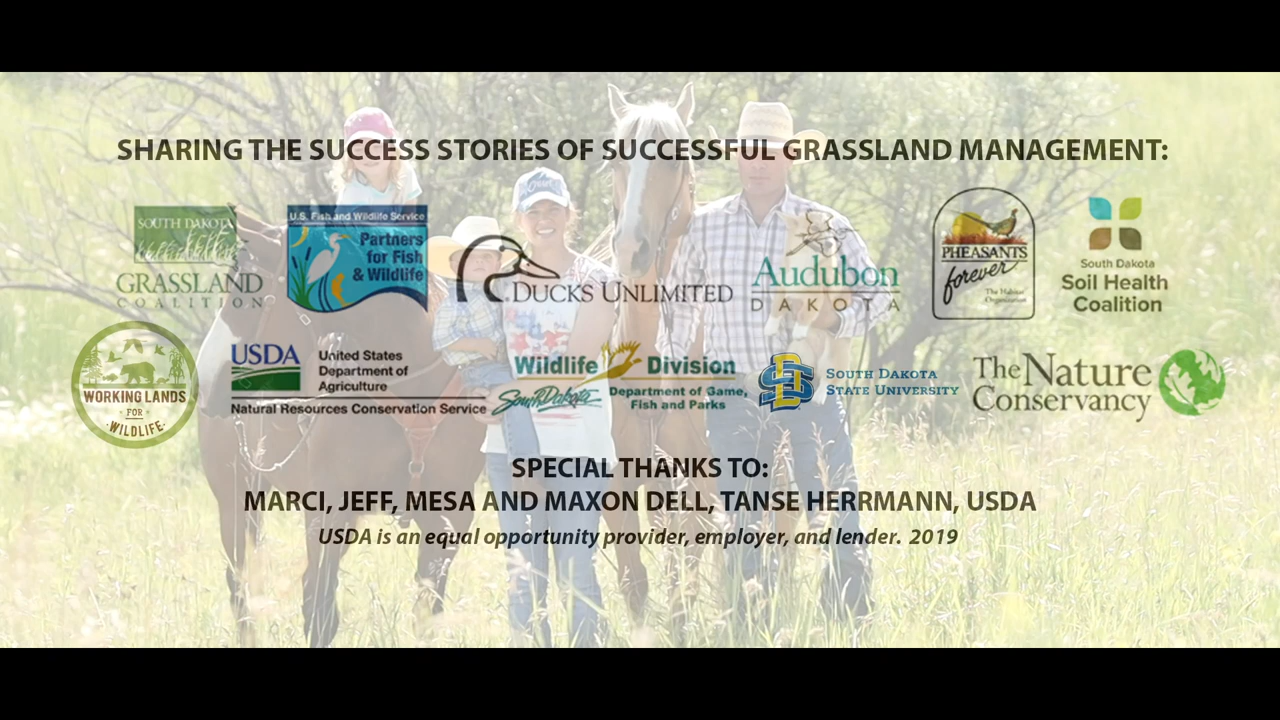 SHARING THE SUCCESS STORIES OF SUCCESSFUL GRASSLAND MANAGEMENT:
SOUTH DAKOTA
GRASSLAND
COALITION
U.S. Fish and Wildlife Service
Partners
for Fish
& Wildlife
DUCKS UNLIMITED
Audubon
DAKOTA
PHEASANTS
forever
The Habitat
Organization
South Dakota
Soil Health
Coalition
WORKING LANDS
FOR
WILDLIFE
USDA
United States
Department of
Agriculture
Natural Resources Conservation Service
Wildlife Division
South Dakota
Department of Game,
Fish and Parks
SD
SOUTH DAKOTA
STATE UNIVERSITY
The Nature
Conservancy
SPECIAL THANKS TO:
MARCI, JEFF, MESA AND MAXON DELL, TANSE HERRMANN, USDA
USDA is an equal opportunity provider, employer, and lender. 2019